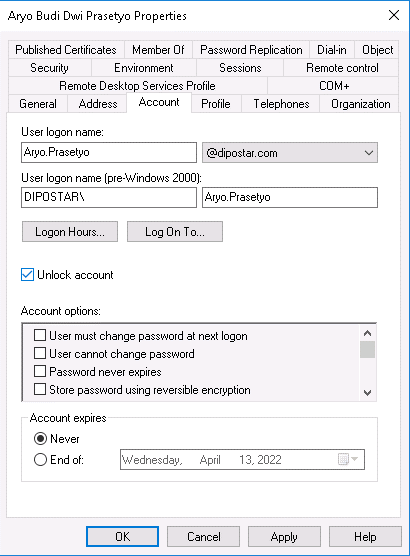 Aryo Budi Dwi Prasetyo Properties
Published Certificates Member Of Password Replication Dial-in Object
Security Environment Sessions Remote control
Remote Desktop Services Profile COM+
General Address Account Profile Telephones Organization
User logon name:
Aryo.Prasetyo @dipostar.com
User logon name (pre-Windows 2000):
DIPOSTAR\ Aryo.Prasetyo
Logon Hours... Log On To...
Unlock account
Account options:
User must change password at next logon
User cannot change password
Password never expires
Store password using reversible encryption
Account expires
Never
End of: Wednesday, April 13, 2022
OK Cancel Apply Help